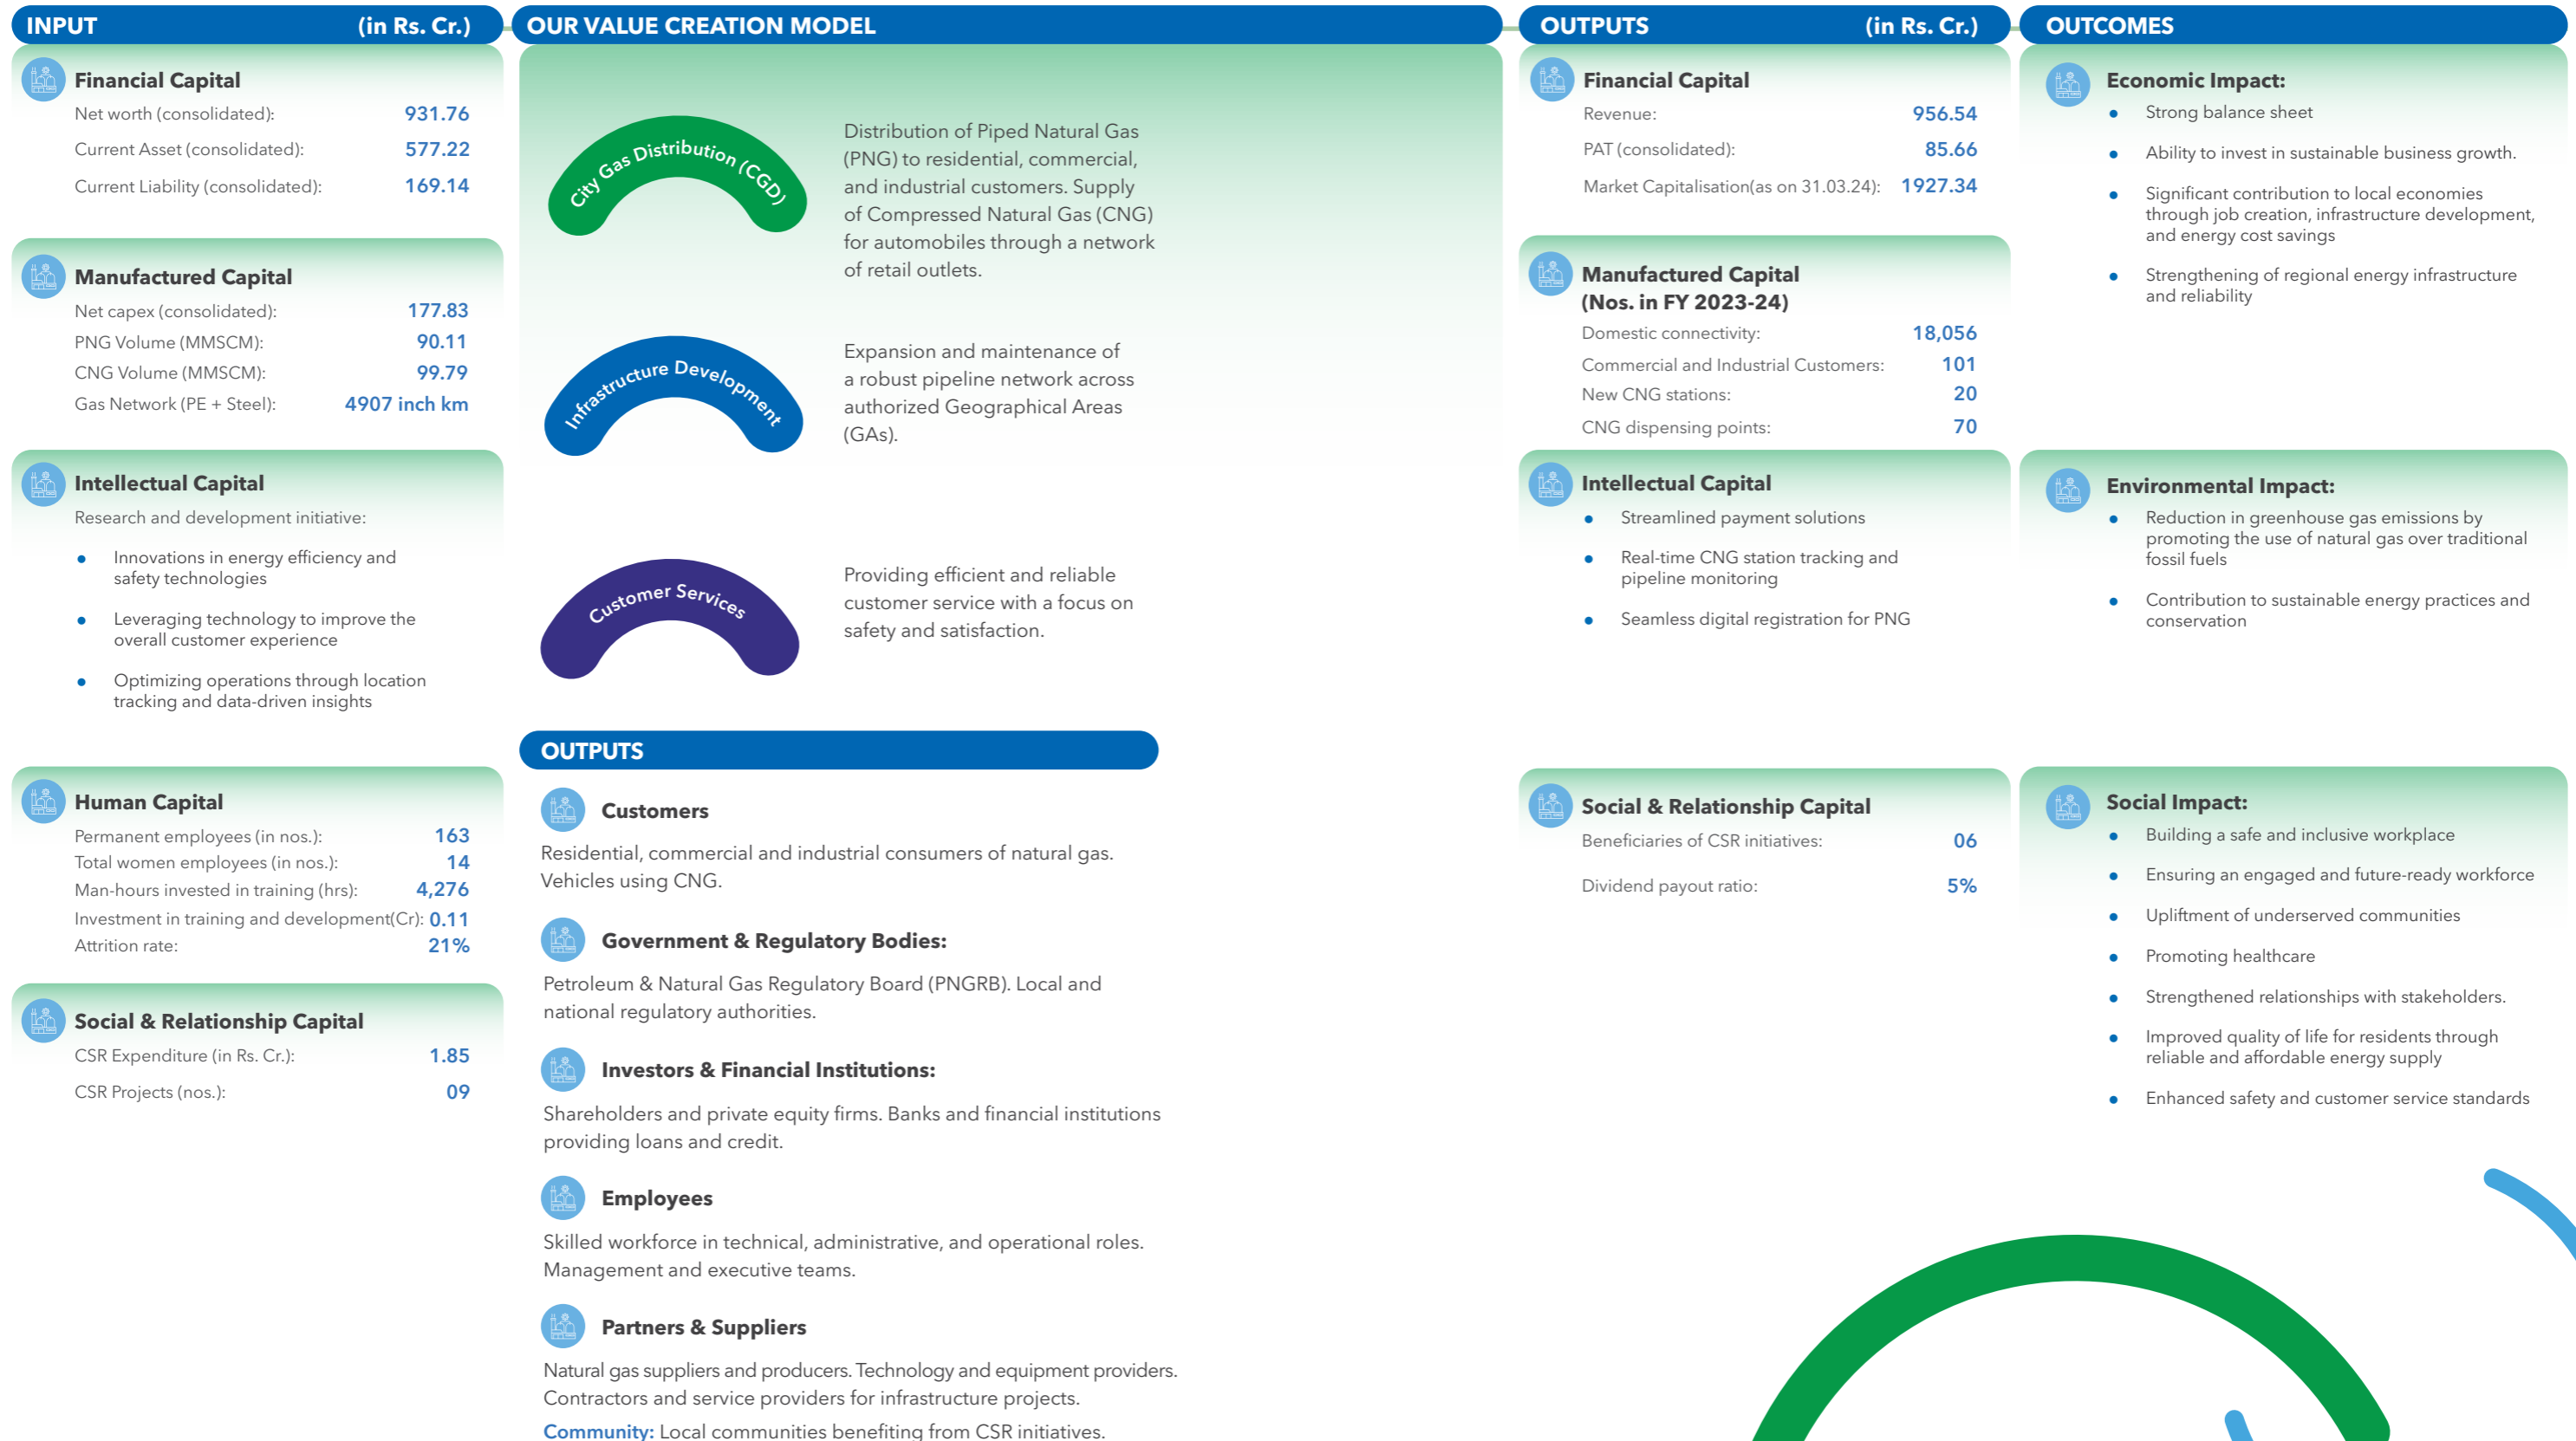 INPUT (in Rs. Cr.)
Financial Capital
Net worth (consolidated): 931.76
Current Asset (consolidated): 577.22
Current Liability (consolidated): 169.14
Manufactured Capital
Net capex (consolidated): 177.83
PNG Volume (MMSCM): 90.11
CNG Volume (MMSCM): 99.79
Gas Network (PE + Steel): 4907 inch km
Intellectual Capital
Research and development initiative:
● Innovations in energy efficiency and
safety technologies
● Leveraging technology to improve the
overall customer experience
● Optimizing operations through location
tracking and data-driven insights
Human Capital
Permanent employees (in nos.): 163
Total women employees (in nos.): 14
Man-hours invested in training (hrs): 4,276
Investment in training and development(Cr): 0.11
Attrition rate: 21%
Social & Relationship Capital
CSR Expenditure (in Rs. Cr.): 1.85
CSR Projects (nos.): 09
OUR VALUE CREATION MODEL
City Gas Distribution (CGD)
Distribution of Piped Natural Gas
(PNG) to residential, commercial,
and industrial customers. Supply
of Compressed Natural Gas (CNG)
for automobiles through a network
of retail outlets.
Infrastructure Development
Expansion and maintenance of
a robust pipeline network across
authorized Geographical Areas
(GAs).
Customer Services
Providing efficient and reliable
customer service with a focus on
safety and satisfaction.
OUTPUTS
Customers
Residential, commercial and industrial consumers of natural gas.
Vehicles using CNG.
Government & Regulatory Bodies:
Petroleum & Natural Gas Regulatory Board (PNGRB). Local and
national regulatory authorities.
Investors & Financial Institutions:
Shareholders and private equity firms. Banks and financial institutions
providing loans and credit.
Employees
Skilled workforce in technical, administrative, and operational roles.
Management and executive teams.
Partners & Suppliers
Natural gas suppliers and producers. Technology and equipment providers.
Contractors and service providers for infrastructure projects.
Community: Local communities benefiting from CSR initiatives.
OUTPUTS (in Rs. Cr.)
Financial Capital
Revenue: 956.54
PAT (consolidated): 85.66
Market Capitalisation(as on 31.03.24): 1927.34
Manufactured Capital
(Nos. in FY 2023-24)
Domestic connectivity: 18,056
Commercial and Industrial Customers: 101
New CNG stations: 20
CNG dispensing points: 70
Intellectual Capital
● Streamlined payment solutions
● Real-time CNG station tracking and
pipeline monitoring
● Seamless digital registration for PNG
Social & Relationship Capital
Beneficiaries of CSR initiatives: 06
Dividend payout ratio: 5%
OUTCOMES
Economic Impact:
● Strong balance sheet
● Ability to invest in sustainable business growth.
● Significant contribution to local economies
through job creation, infrastructure development,
and energy cost savings
● Strengthening of regional energy infrastructure
and reliability
Environmental Impact:
● Reduction in greenhouse gas emissions by
promoting the use of natural gas over traditional
fossil fuels
● Contribution to sustainable energy practices and
conservation
Social Impact:
● Building a safe and inclusive workplace
● Ensuring an engaged and future-ready workforce
● Upliftment of underserved communities
● Promoting healthcare
● Strengthened relationships with stakeholders.
● Improved quality of life for residents through
reliable and affordable energy supply
● Enhanced safety and customer service standards